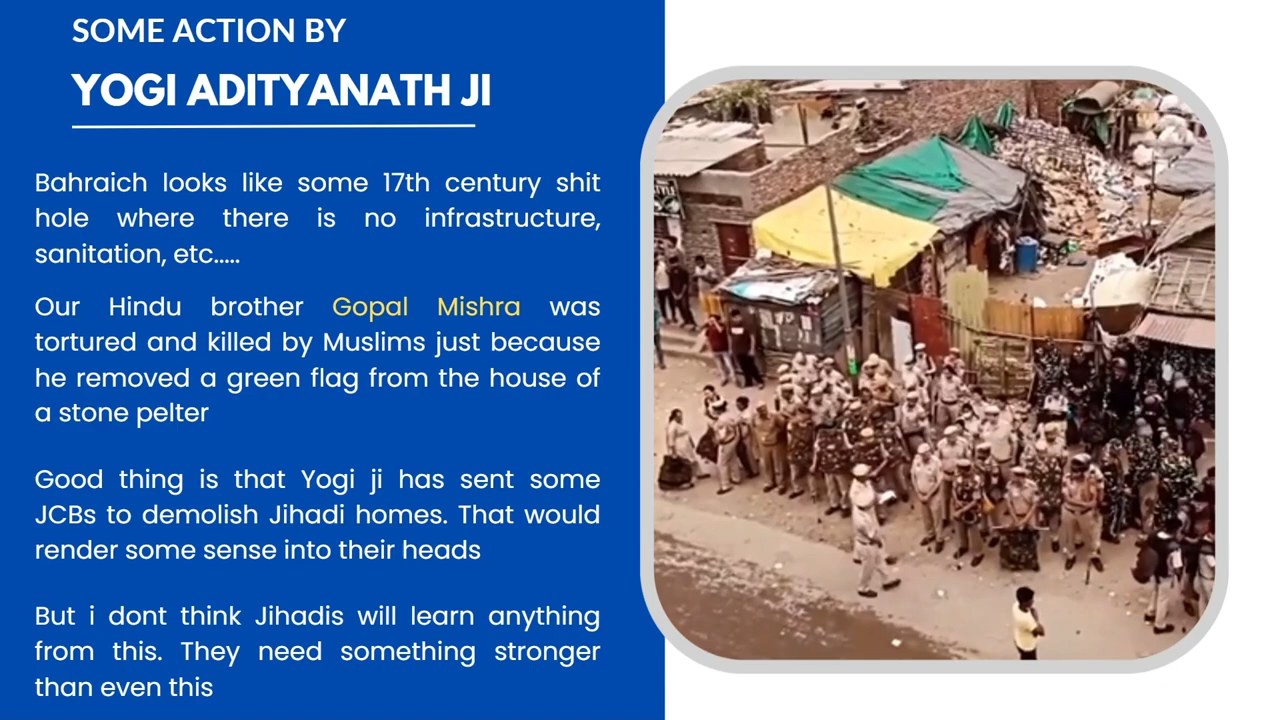 SOME ACTION BY
YOGI ADITYANATH JI
Bahraich looks like some 17th century shit
hole where there is no infrastructure,
sanitation, etc.....
Our Hindu brother Gopal Mishra was
tortured and killed by Muslims just because
he removed a green flag from the house of
a stone pelter
Good thing is that Yogi ji has sent some
JCBs to demolish Jihadi homes. That would
render some sense into their heads
But i dont think Jihadis will learn anything
from this. They need something stronger
than even this